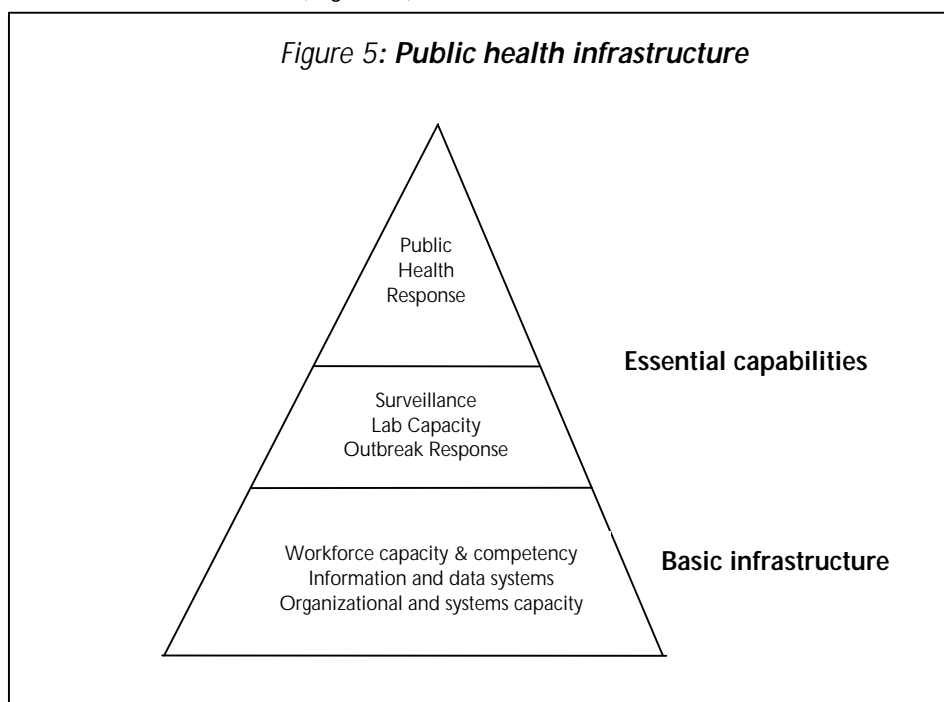 Figure 5: Public health infrastructure
Public
Health
Response
Essential capabilities
Surveillance
Lab Capacity
Outbreak Response
Workforce capacity & competency
Information and data systems
Organizational and systems capacity
Basic infrastructure